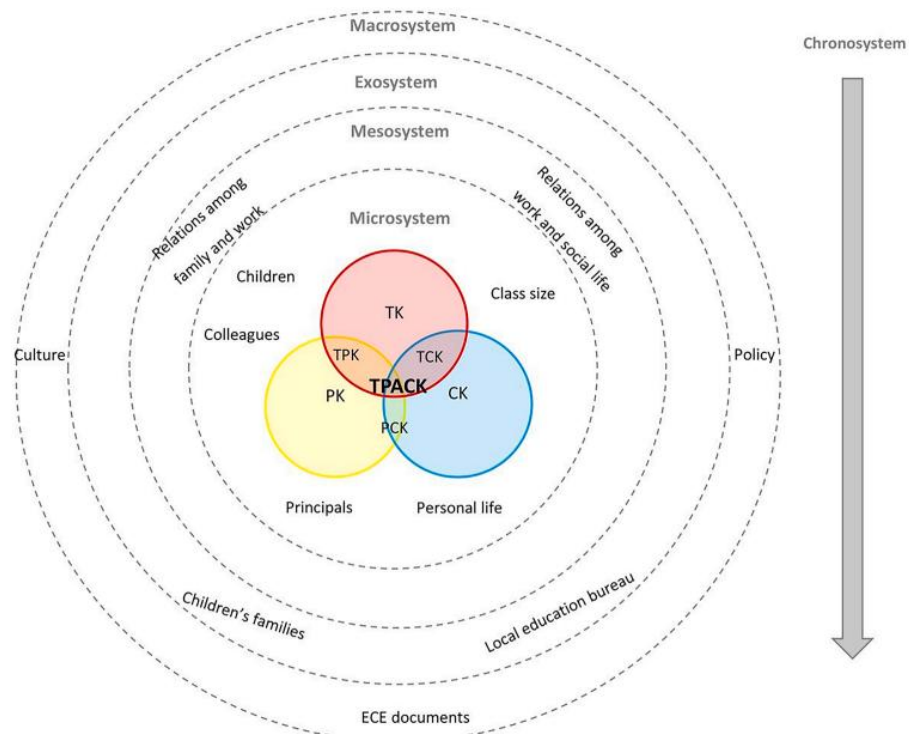 Macrosystem
Chronosystem
Exosystem
Mesosystem
Relations among
family and work
Relations among
work and social life
Microsystem
Children
Class size
TK
Colleagues
TPK
TCK
Culture
Policy
TPACK
PK
CK
PCK
Principals
Personal life
Children's families
Local education bureau
ECE documents